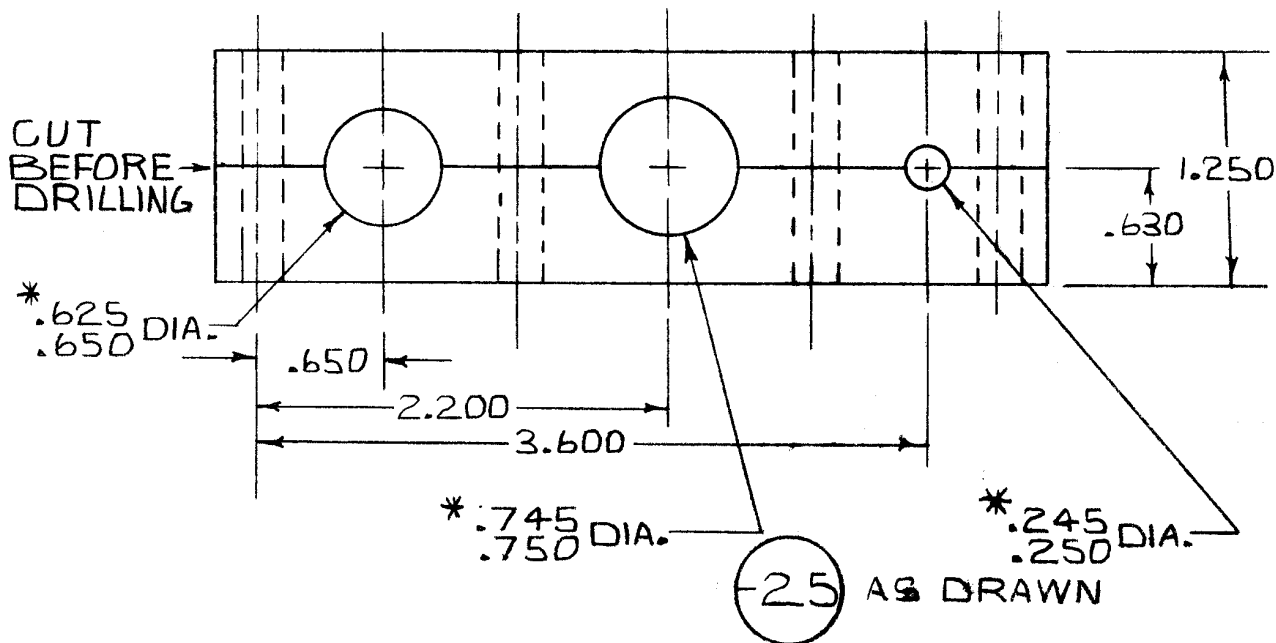 CUT
BEFORE
DRILLING
1.250
.630
*.625
.650 DIA.
.650
2.200
3.600
*.745
.750 DIA.
*.245
.250 DIA.
-25 AS DRAWN